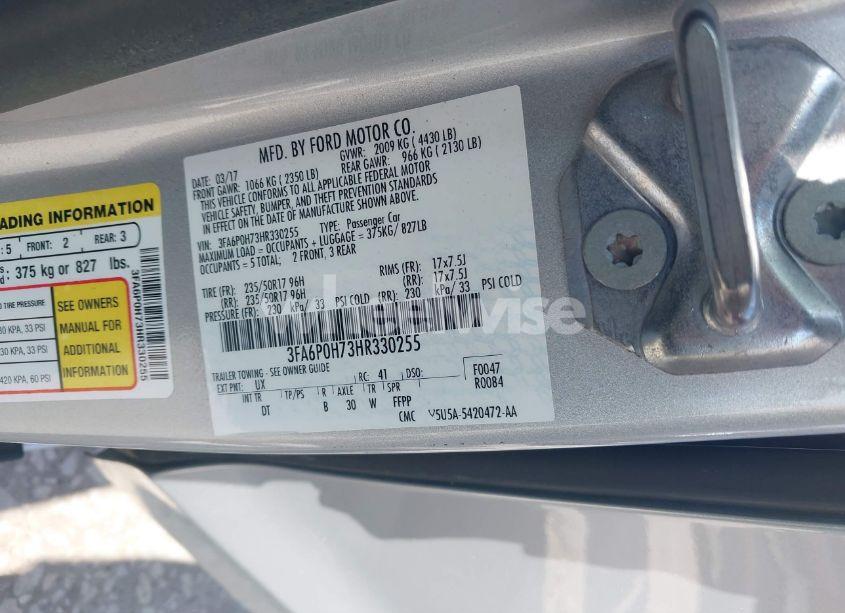 MFD. BY FORD MOTOR CO.
DATE: 03/17 GVWR: 2009 KG ( 4430 LB)
FRONT GAWR: 1066 KG ( 2350 LB) REAR GAWR: 966 KG ( 2130 LB)
THIS VEHICLE CONFORMS TO ALL APPLICABLE FEDERAL MOTOR
VEHICLE SAFETY, BUMPER, AND THEFT PREVENTION STANDARDS
IN EFFECT ON THE DATE OF MANUFACTURE SHOWN ABOVE.
VIN: 3FA6P0H73HR330255 TYPE: Passenger Car
MAXIMUM LOAD = OCCUPANTS + LUGGAGE = 375KG/ 827LB
OCCUPANTS = 5 TOTAL; 2 FRONT, 3 REAR
TIRE (FR): 235/50R17 96H RIMS (FR): 17x7.5J
(RR): 235/50R17 96H (RR): 17x7.5J
PRESSURE (FR): 230 kPa/ 33 PSI COLD (RR): 230 kPa/ 33 PSI COLD
3FA6P0H73HR330255
TRAILER TOWING - SEE OWNER GUIDE
EXT PNT: UX RC: 41 DSO: F0047
R0084
INT TR TP/PS R AXLE TR SPR
DT B 30 W FFPP
CMC V5U5A-5420472-AA
ADING INFORMATION
: 5 FRONT: 2 REAR: 3
375 kg or 827 lbs.
D TIRE PRESSURE
30 KPA, 33 PSI
30 KPA, 33 PSI
420 KPA, 60 PSI
SEE OWNERS
MANUAL FOR
ADDITIONAL
INFORMATION
3FA6P0H73HR330255
wheelwise